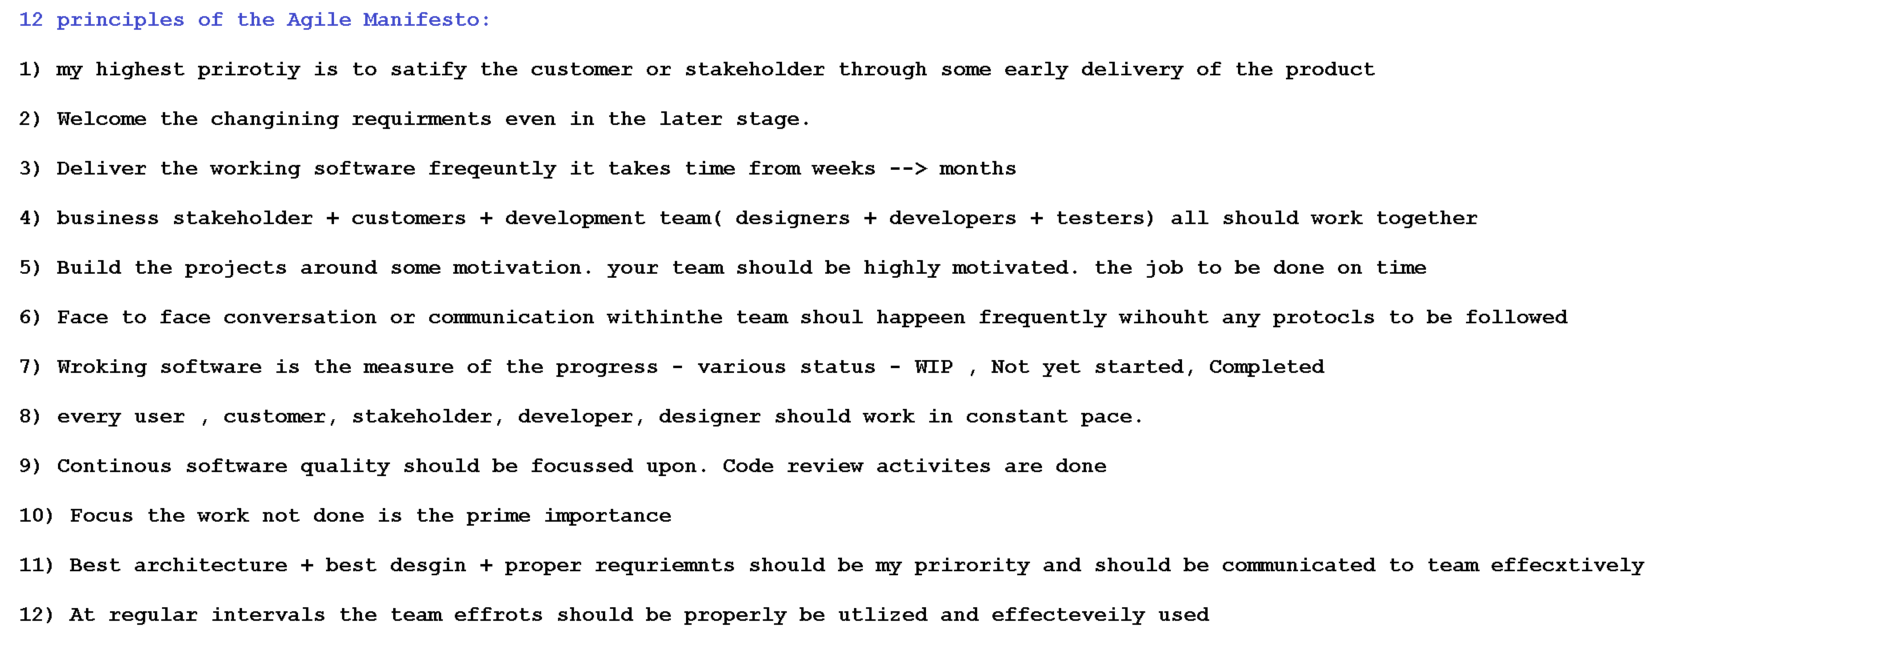 12 principles of the Agile Manifesto:
1) my highest prirotiy is to satify the customer or stakeholder through some early delivery of the product
2) Welcome the changining requirments even in the later stage.
3) Deliver the working software freqeuntly it takes time from weeks --> months
4) business stakeholder + customers + development team( designers + developers + testers) all should work together
5) Build the projects around some motivation. your team should be highly motivated. the job to be done on time
6) Face to face conversation or communication withinthe team shoul happeen frequently wihouht any protocls to be followed
7) Wroking software is the measure of the progress - various status - WIP , Not yet started, Completed
8) every user , customer, stakeholder, developer, designer should work in constant pace.
9) Continous software quality should be focussed upon. Code review activites are done
10) Focus the work not done is the prime importance
11) Best architecture + best desgin + proper requriemnts should be my prirority and should be communicated to team effecxtively
12) At regular intervals the team effrots should be properly be utlized and effecteveily used